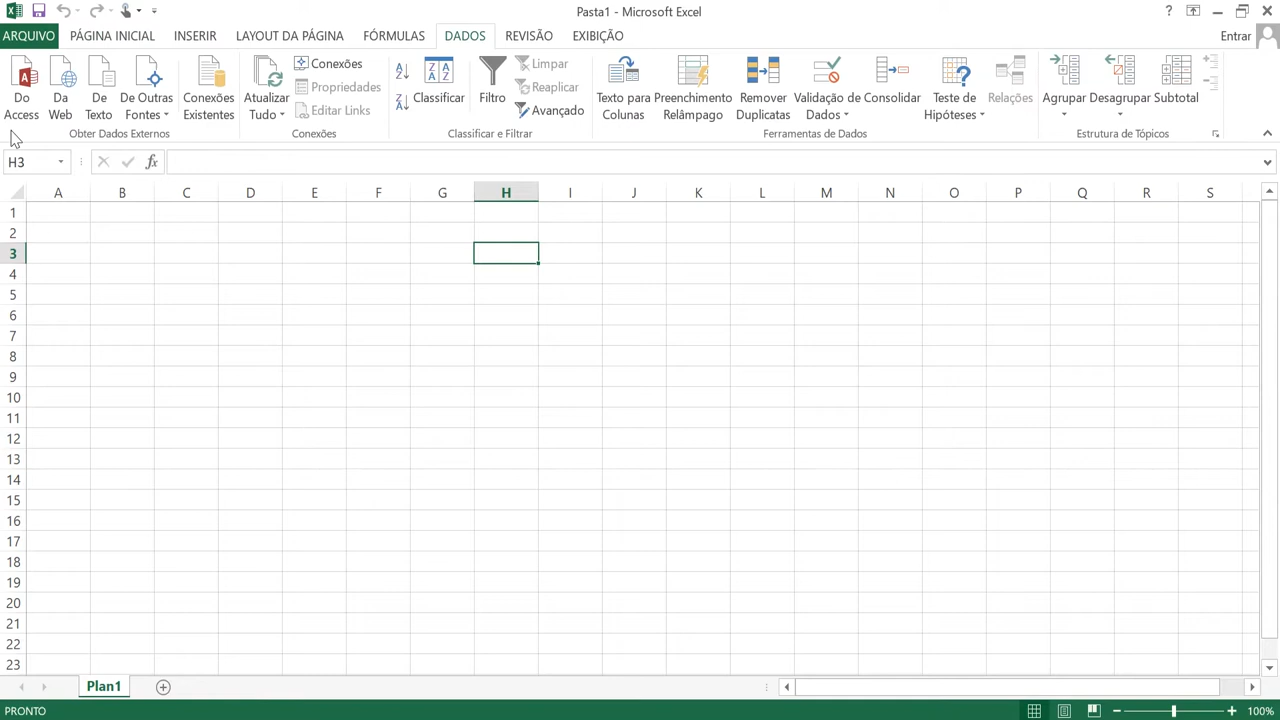 Pasta1 - Microsoft Excel
?
ARQUIVO PÁGINA INICIAL INSERIR LAYOUT DA PÁGINA FÓRMULAS DADOS REVISÃO EXIBIÇÃO Entrar
Do Access
Da Web
De Texto
De Outras Fontes
Conexões Existentes
Obter Dados Externos
Atualizar Tudo
Conexões
Propriedades
Editar Links
Conexões
Classificar
Filtro
Limpar
Reaplicar
Avançado
Classificar e Filtrar
Texto para Colunas
Preenchimento Relâmpago
Remover Duplicatas
Validação de Dados
Consolidar
Teste de Hipóteses
Relações
Ferramentas de Dados
Agrupar
Desagrupar
Subtotal
Estrutura de Tópicos
H3 fx
A B C D E F G H I J K L M N O P Q R S
1
2
3
4
5
6
7
8
9
10
11
12
13
14
15
16
17
18
19
20
21
22
23
Plan1
PRONTO 100%